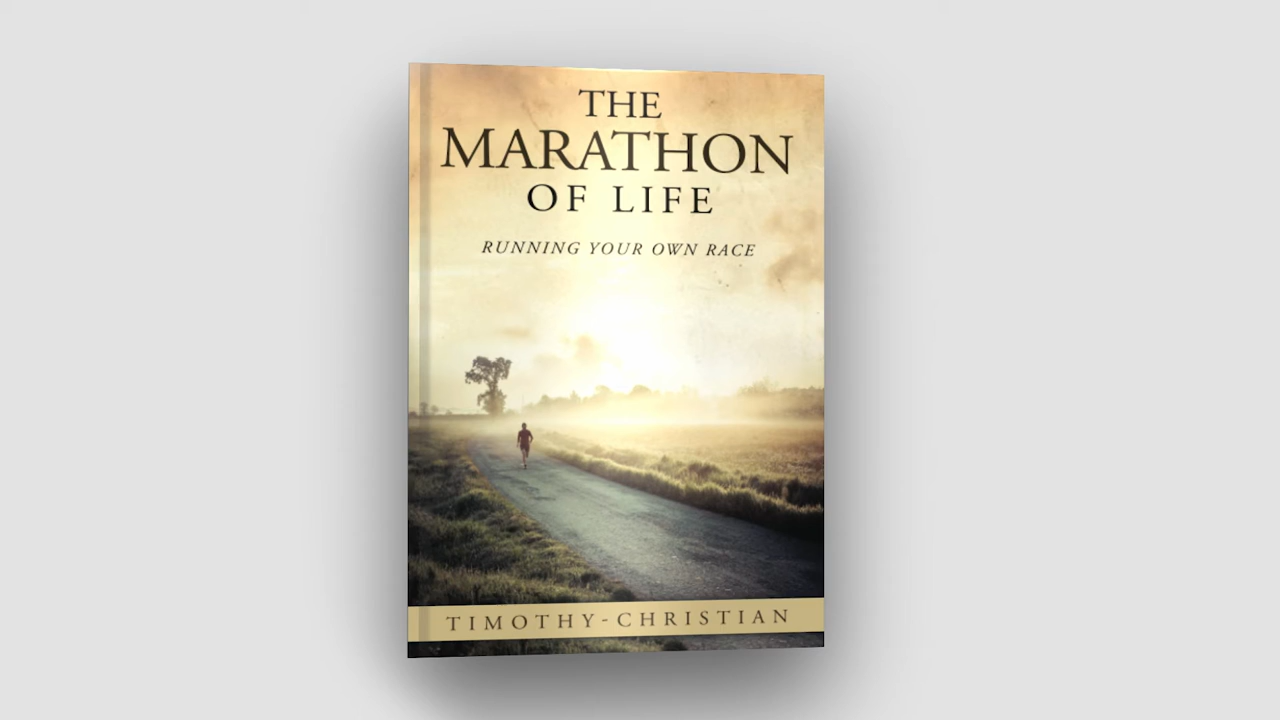 THE
MARATHON
OF LIFE
RUNNING YOUR OWN RACE
TIMOTHY-CHRISTIAN